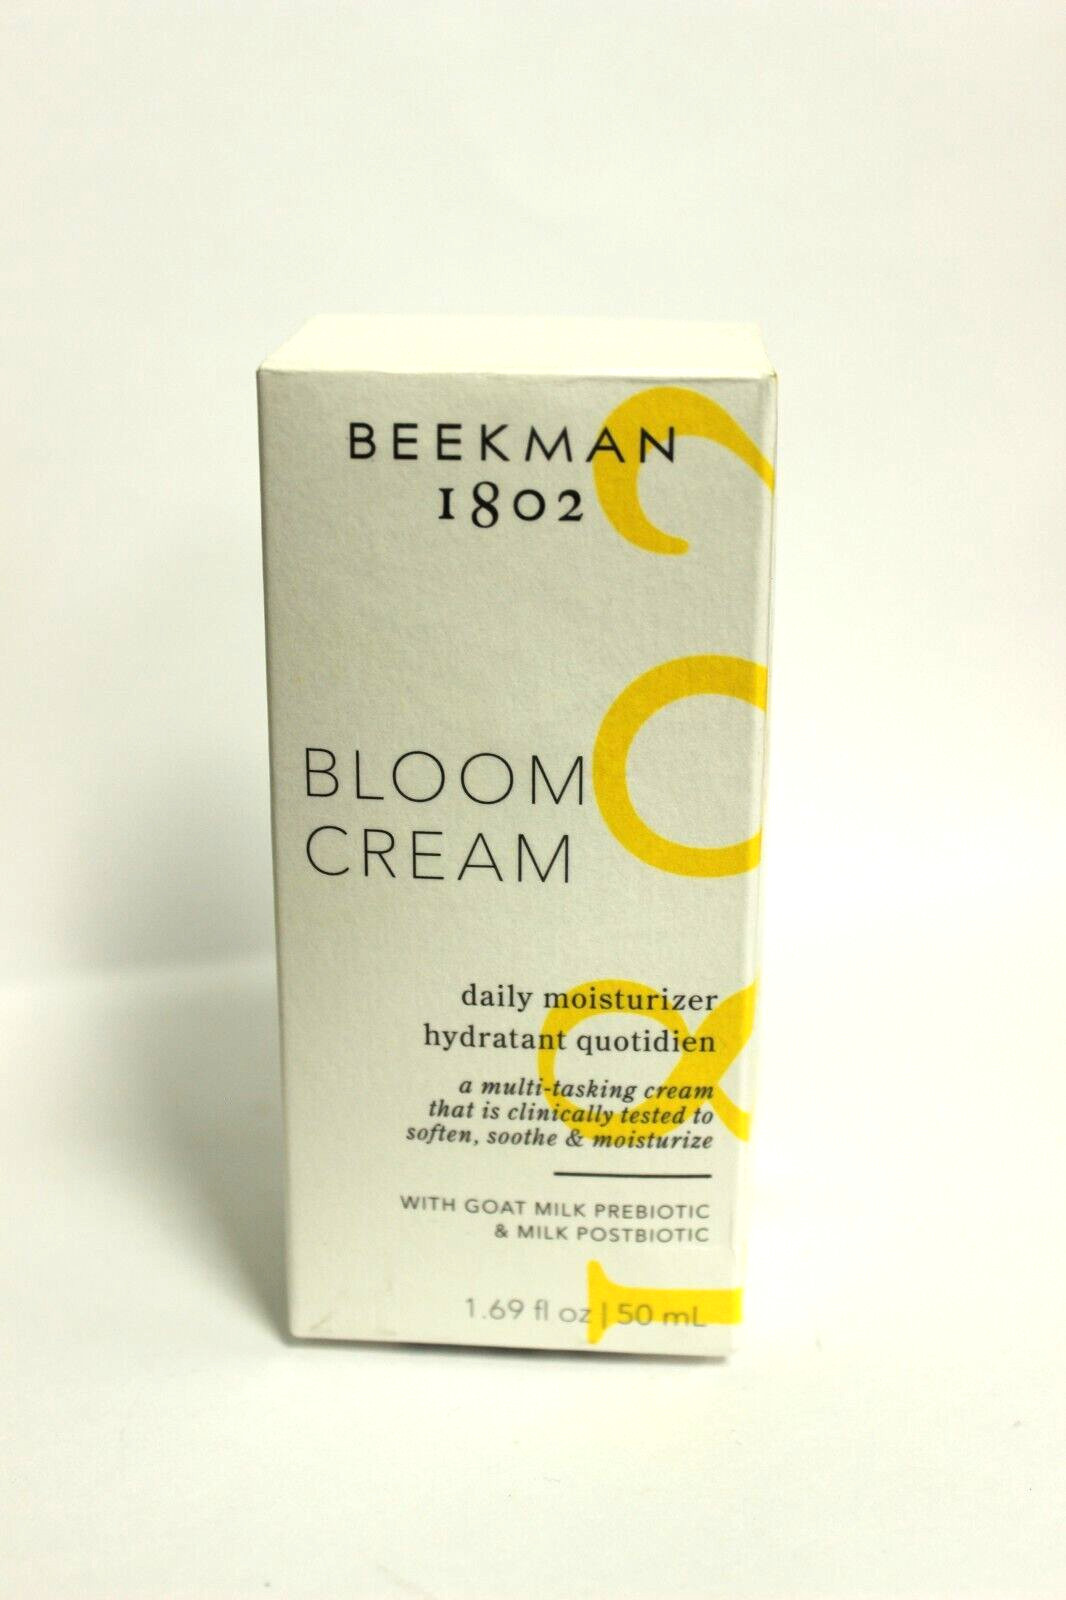 BEEKMAN
1802
BLOOM
CREAM
daily moisturizer
hydratant quotidien
a multi-tasking cream
that is clinically tested to
soften, soothe & moisturize
WITH GOAT MILK PREBIOTIC
& MILK POSTBIOTIC
1.69 fl oz | 50 mL
1802